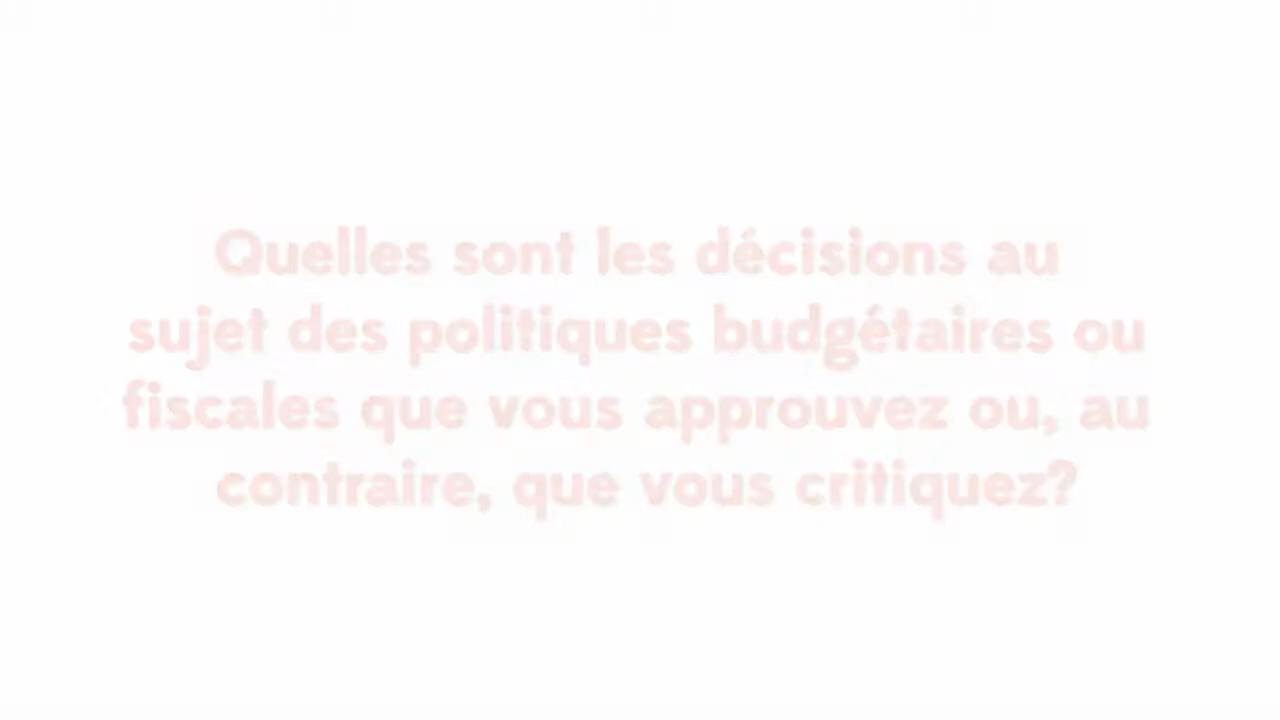 Quelles sont les décisions au
sujet des politiques budgétaires ou
fiscales que vous approuvez ou, au
contraire, que vous critiquez?